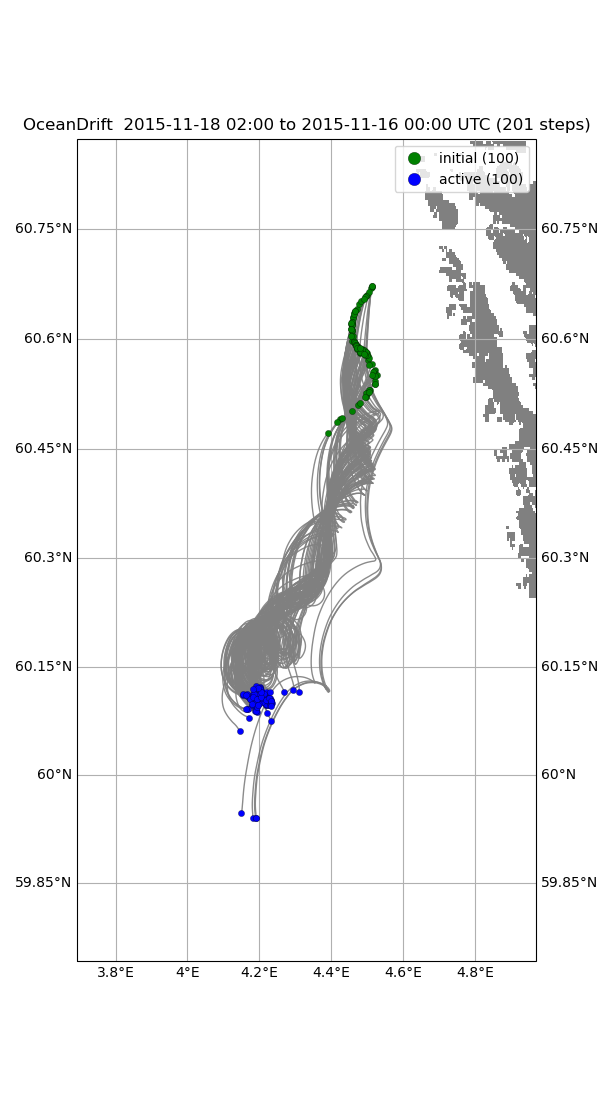 OceanDrift  2015-11-18 02:00 to 2015-11-16 00:00 UTC (201 steps)
initial (100)
active (100)
60.75°N 60.75°N
60.6°N 60.6°N
60.45°N 60.45°N
60.3°N 60.3°N
60.15°N 60.15°N
60°N 60°N
59.85°N 59.85°N
3.8°E 4°E 4.2°E 4.4°E 4.6°E 4.8°E